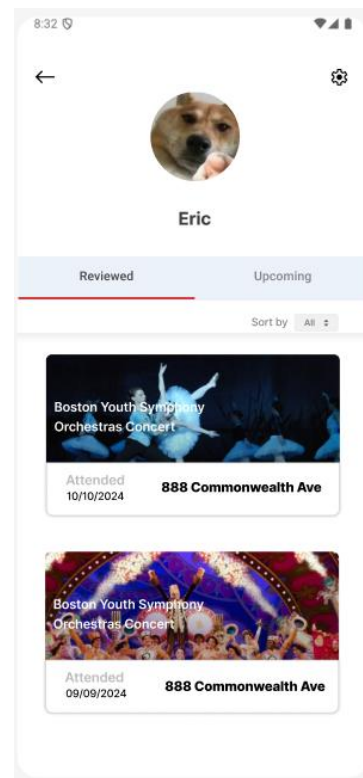 8:32
Eric
Reviewed Upcoming
Sort by All
Boston Youth Symphony
Orchestras Concert
Attended
10/10/2024
888 Commonwealth Ave
Boston Youth Symphony
Orchestras Concert
Attended
09/09/2024
888 Commonwealth Ave